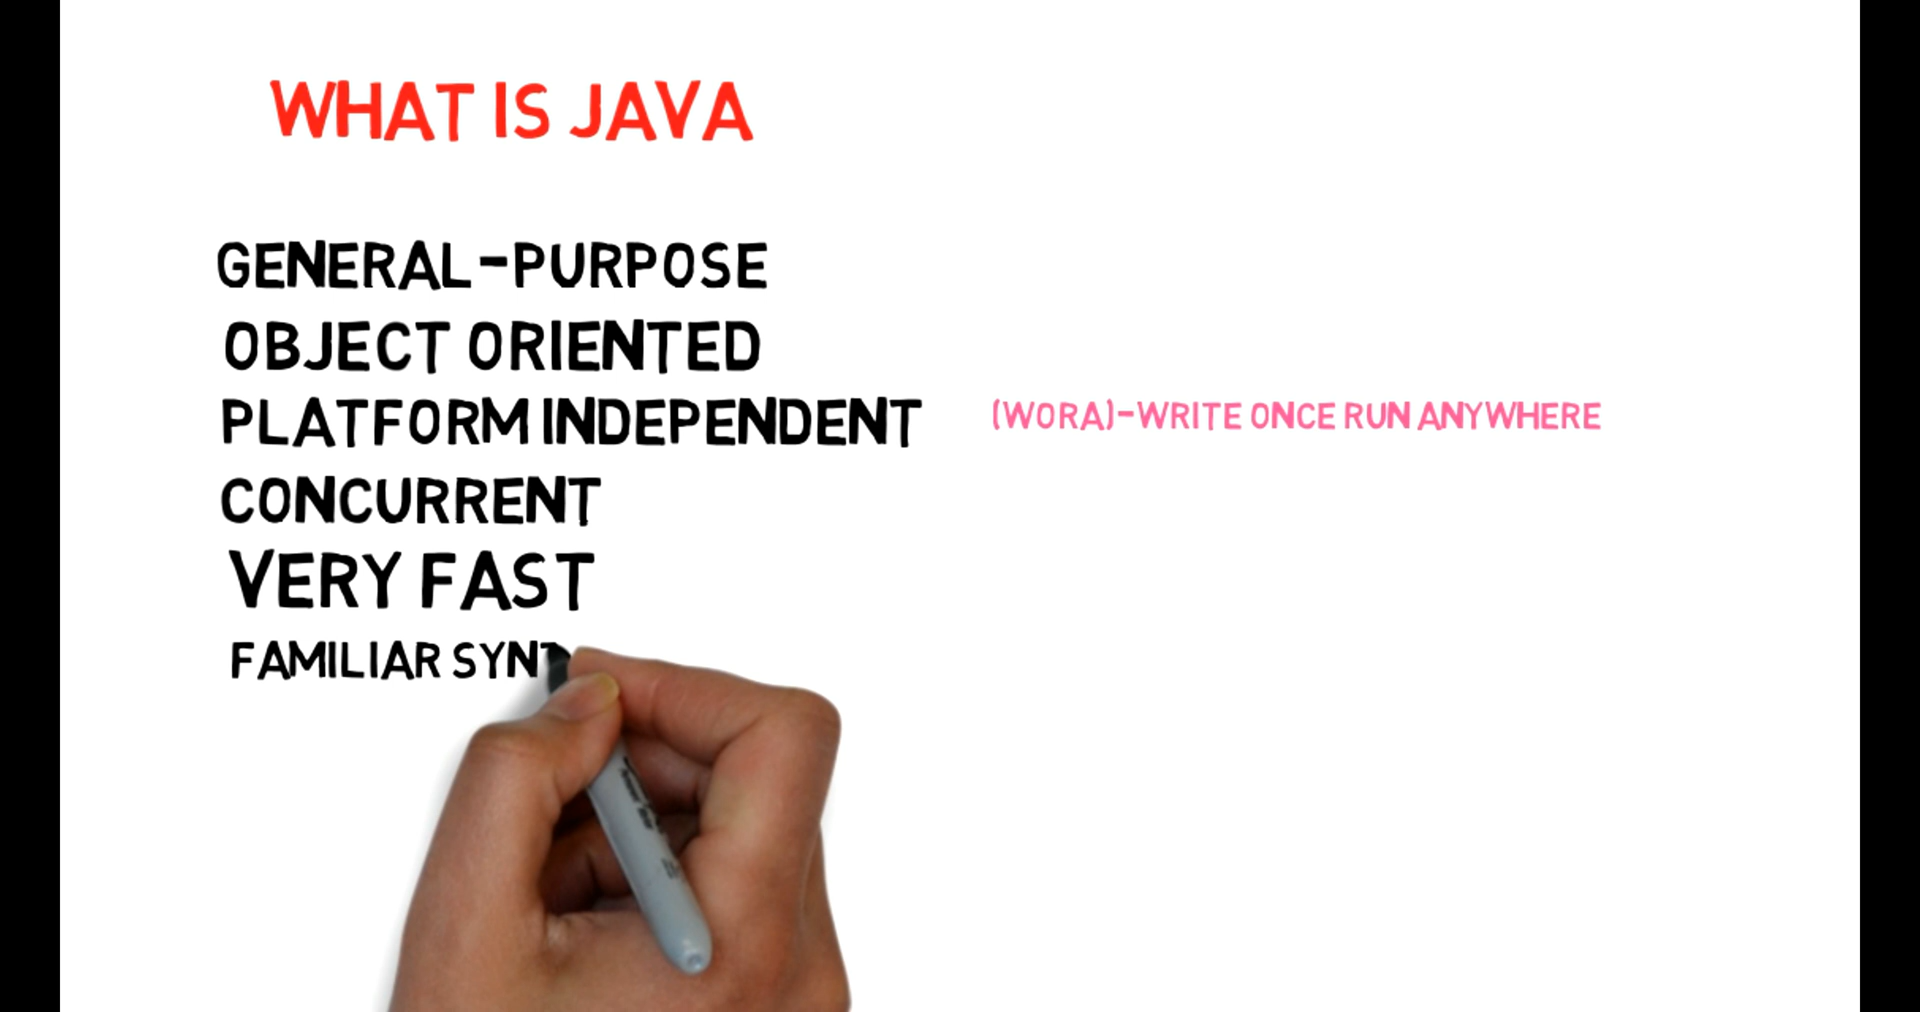 WHAT IS JAVA
GENERAL-PURPOSE
OBJECT ORIENTED
PLATFORM INDEPENDENT (WORA)-WRITE ONCE RUN ANYWHERE
CONCURRENT
VERY FAST
FAMILIAR SYNT